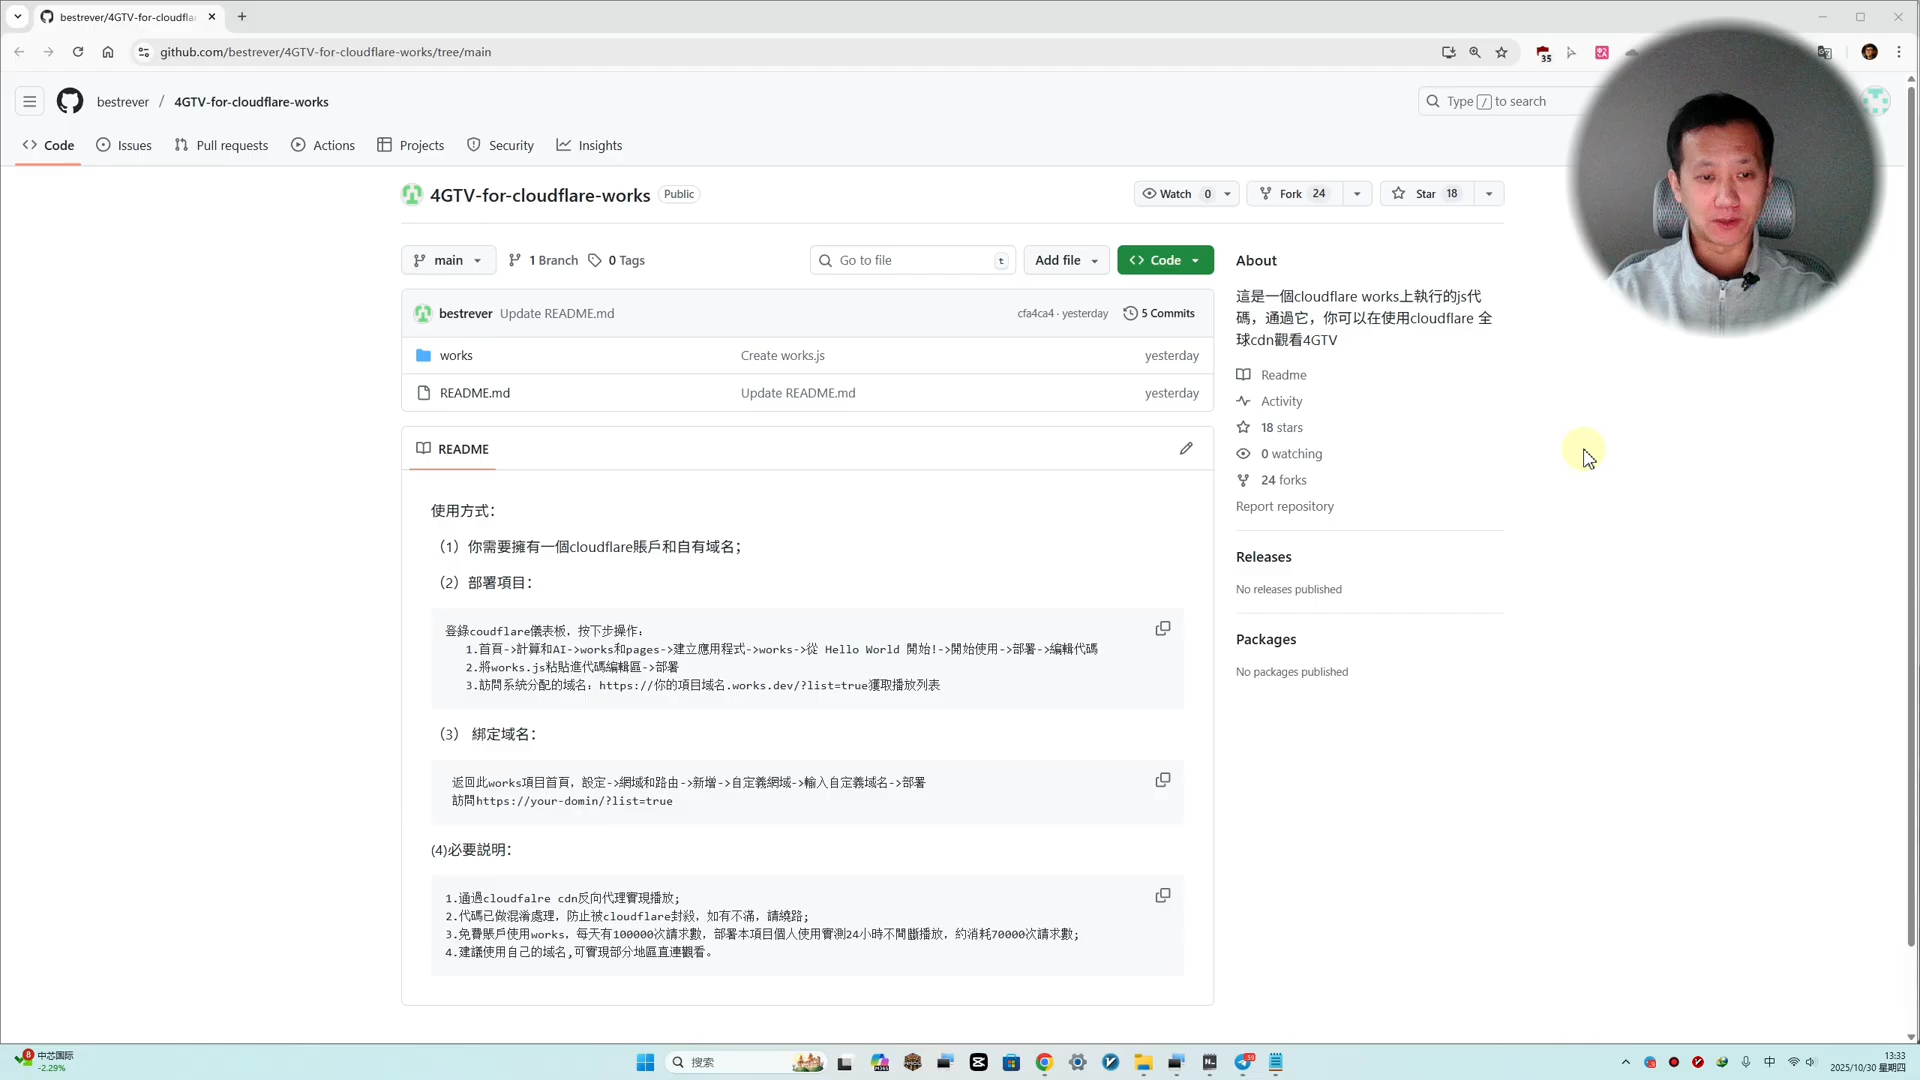 bestrever/4GTV-for-cloudflar
github.com/bestrever/4GTV-for-cloudflare-works/tree/main
35
bestrever / 4GTV-for-cloudflare-works
Type / to search
Code
Issues
Pull requests
Actions
Projects
Security
Insights
4GTV-for-cloudflare-works
Public
Watch 0
Fork 24
Star 18
main
1 Branch
0 Tags
Go to file
t
Add file
Code
bestrever Update README.md
cfa4ca4 · yesterday
5 Commits
works
Create works.js
yesterday
README.md
Update README.md
yesterday
README
使用方式：
（1）你需要擁有一個cloudflare賬戶和自有域名；
（2）部署項目：
登錄coudflare儀表板，按下步操作：
1.首頁->計算和AI->works和pages->建立應用程式->works->從 Hello World 開始!->開始使用->部署->編輯代碼
2.將works.js粘貼進代碼編輯區->部署
3.訪問系統分配的域名：https://你的項目域名.works.dev/?list=true獲取播放列表
（3） 綁定域名：
返回此works項目首頁，設定->網域和路由->新增->自定義網域->輸入自定義域名->部署
訪問https://your-domin/?list=true
(4)必要説明：
1.通過cloudfalre cdn反向代理實現播放;
2.代碼已做混淆處理，防止被cloudflare封殺，如有不滿，請繞路;
3.免費賬戶使用works，每天有100000次請求數，部署本項目個人使用實測24小時不間斷播放，約消耗70000次請求數;
4.建議使用自己的域名,可實現部分地區直連觀看。
About
這是一個cloudflare works上執行的js代
碼，通過它，你可以在使用cloudflare 全
球cdn觀看4GTV
Readme
Activity
18 stars
0 watching
24 forks
Report repository
Releases
No releases published
Packages
No packages published
8
中芯国际
-2.29%
搜索
中
13:33
2025/10/30 星期四